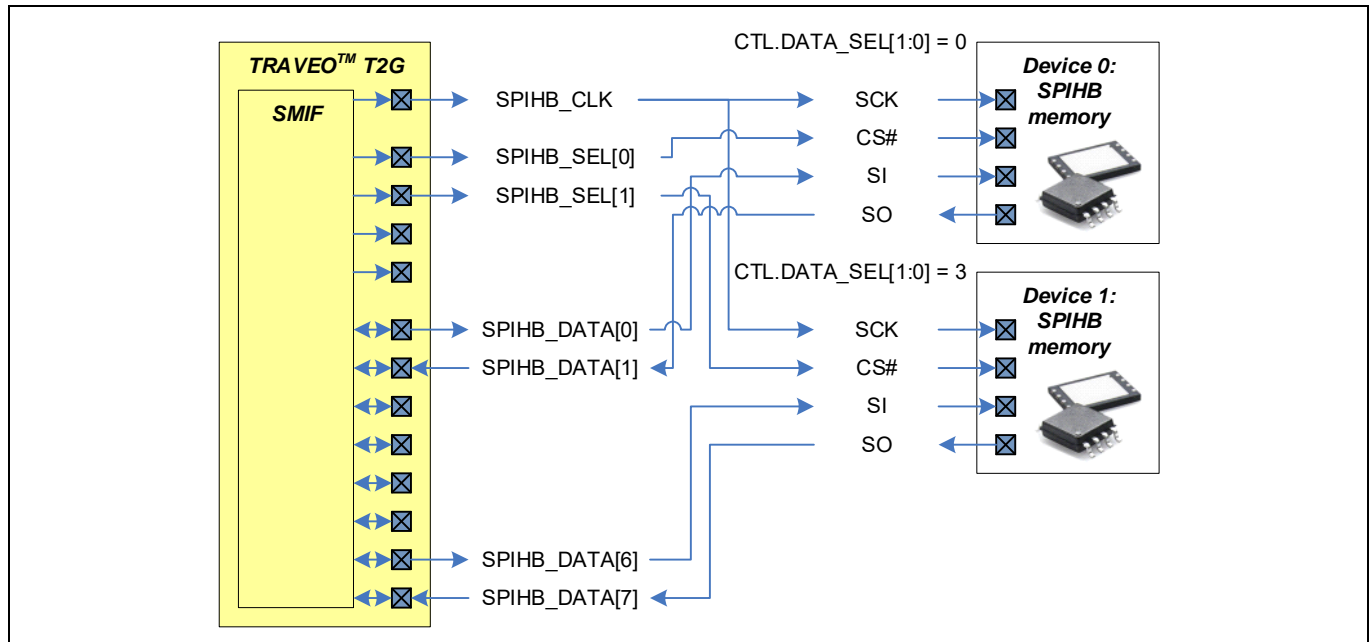 TRAVEO™ T2G
SMIF
SPIHB_CLK
SPIHB_SEL[0]
SPIHB_SEL[1]
SPIHB_DATA[0]
SPIHB_DATA[1]
SPIHB_DATA[6]
SPIHB_DATA[7]
CTL.DATA_SEL[1:0] = 0
SCK
CS#
SI
SO
Device 0:
SPIHB
memory
CTL.DATA_SEL[1:0] = 3
SCK
CS#
SI
SO
Device 1:
SPIHB
memory